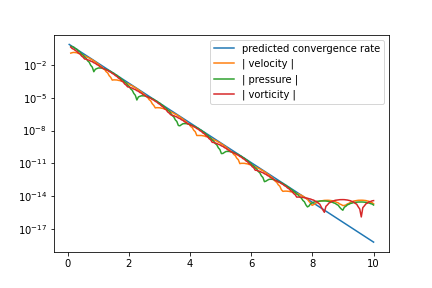 predicted convergence rate
| velocity |
| pressure |
| vorticity |
10⁻²
10⁻⁵
10⁻⁸
10⁻¹¹
10⁻¹⁴
10⁻¹⁷
0 2 4 6 8 10